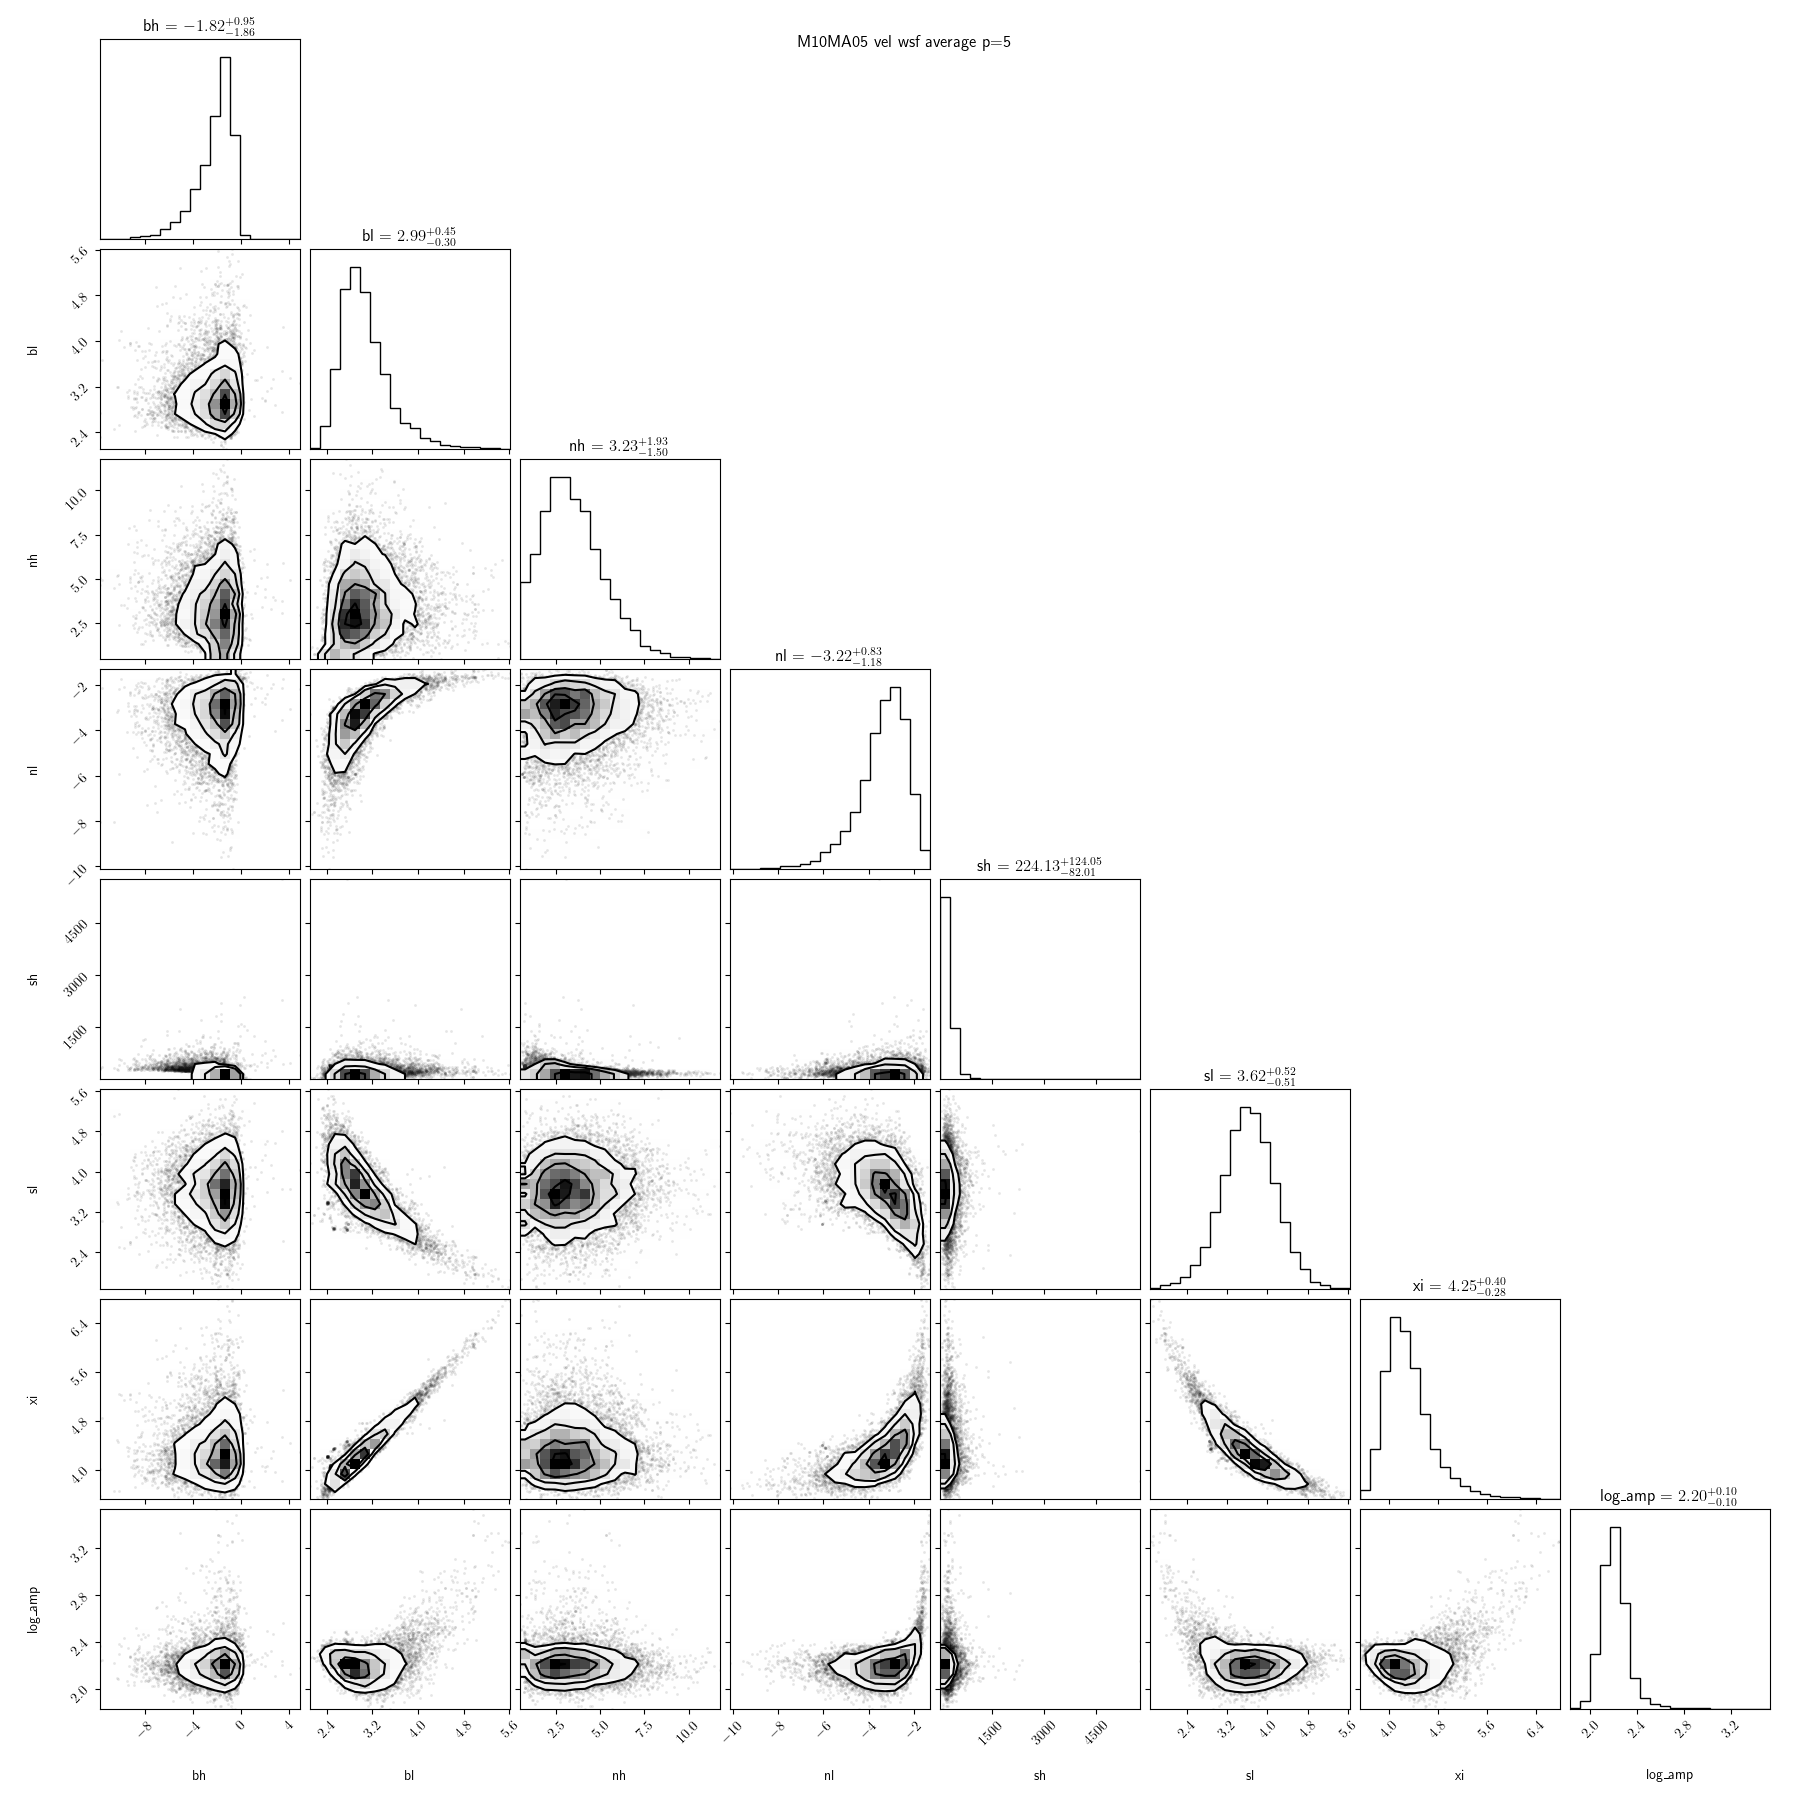 M10MA05 vel wsf average p=5
bh = −1.82 +0.95 −1.86
bl = 2.99 +0.45 −0.30
nh = 3.23 +1.93 −1.50
nl = −3.22 +0.83 −1.18
sh = 224.13 +124.05 −82.01
sl = 3.62 +0.52 −0.51
xi = 4.25 +0.40 −0.28
log_amp = 2.20 +0.10 −0.10
bl
5.6
4.8
4.0
3.2
2.4
nh
10.0
7.5
5.0
2.5
nl
−2
−4
−6
−8
−10
sh
4500
3000
1500
sl
5.6
4.8
4.0
3.2
2.4
xi
6.4
5.6
4.8
4.0
log_amp
3.2
2.8
2.4
2.0
−8 −4 0 4
2.4 3.2 4.0 4.8 5.6
2.5 5.0 7.5 10.0
−10 −8 −6 −4 −2
1500 3000 4500
2.4 3.2 4.0 4.8 5.6
4.0 4.8 5.6 6.4
2.0 2.4 2.8 3.2
bh bl nh nl sh sl xi log_amp